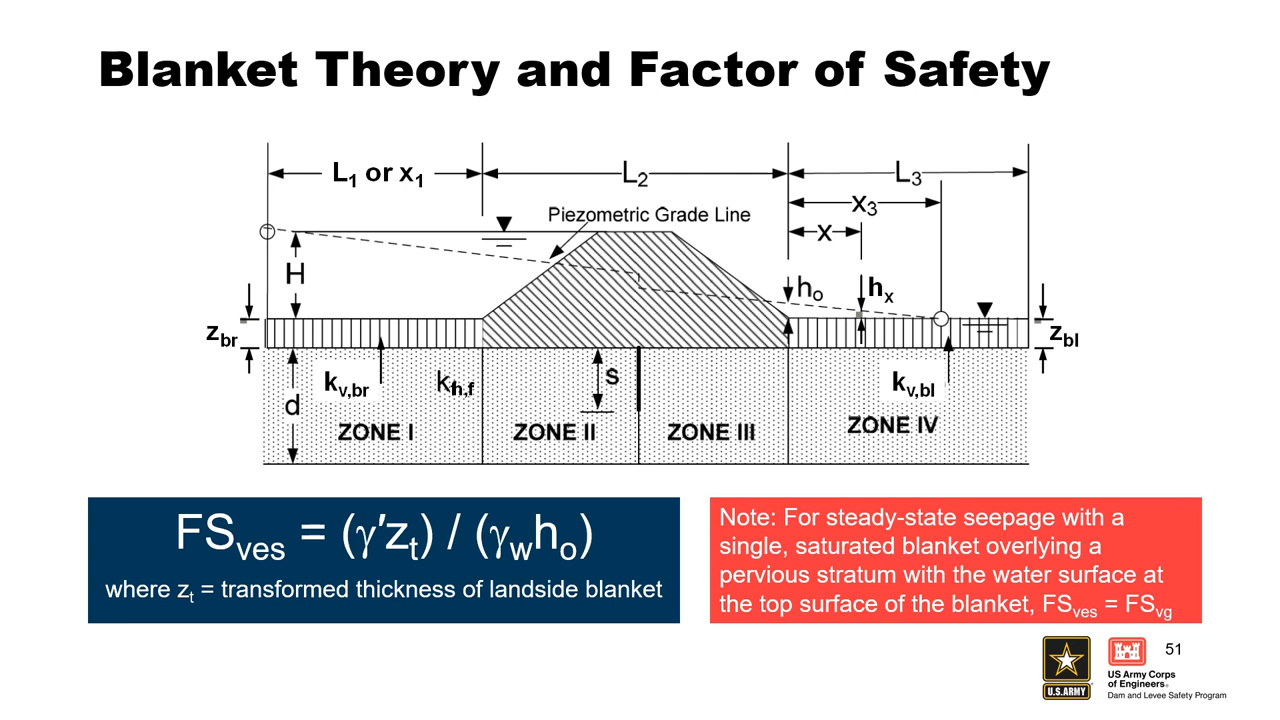 Blanket Theory and Factor of Safety
L1 or x1
L2
L3
x3
Piezometric Grade Line
x
H
ho
hx
zbr
zbl
kv,br
s
kv,bl
d
ZONE I
ZONE II
ZONE III
ZONE IV
FSves = (γ′zt) / (γwho)
where zt = transformed thickness of landside blanket
Note: For steady-state seepage with a
single, saturated blanket overlying a
pervious stratum with the water surface at
the top surface of the blanket, FSves = FSvg
51
U.S.ARMY
US Army Corps
of Engineers®
Dam and Levee Safety Program